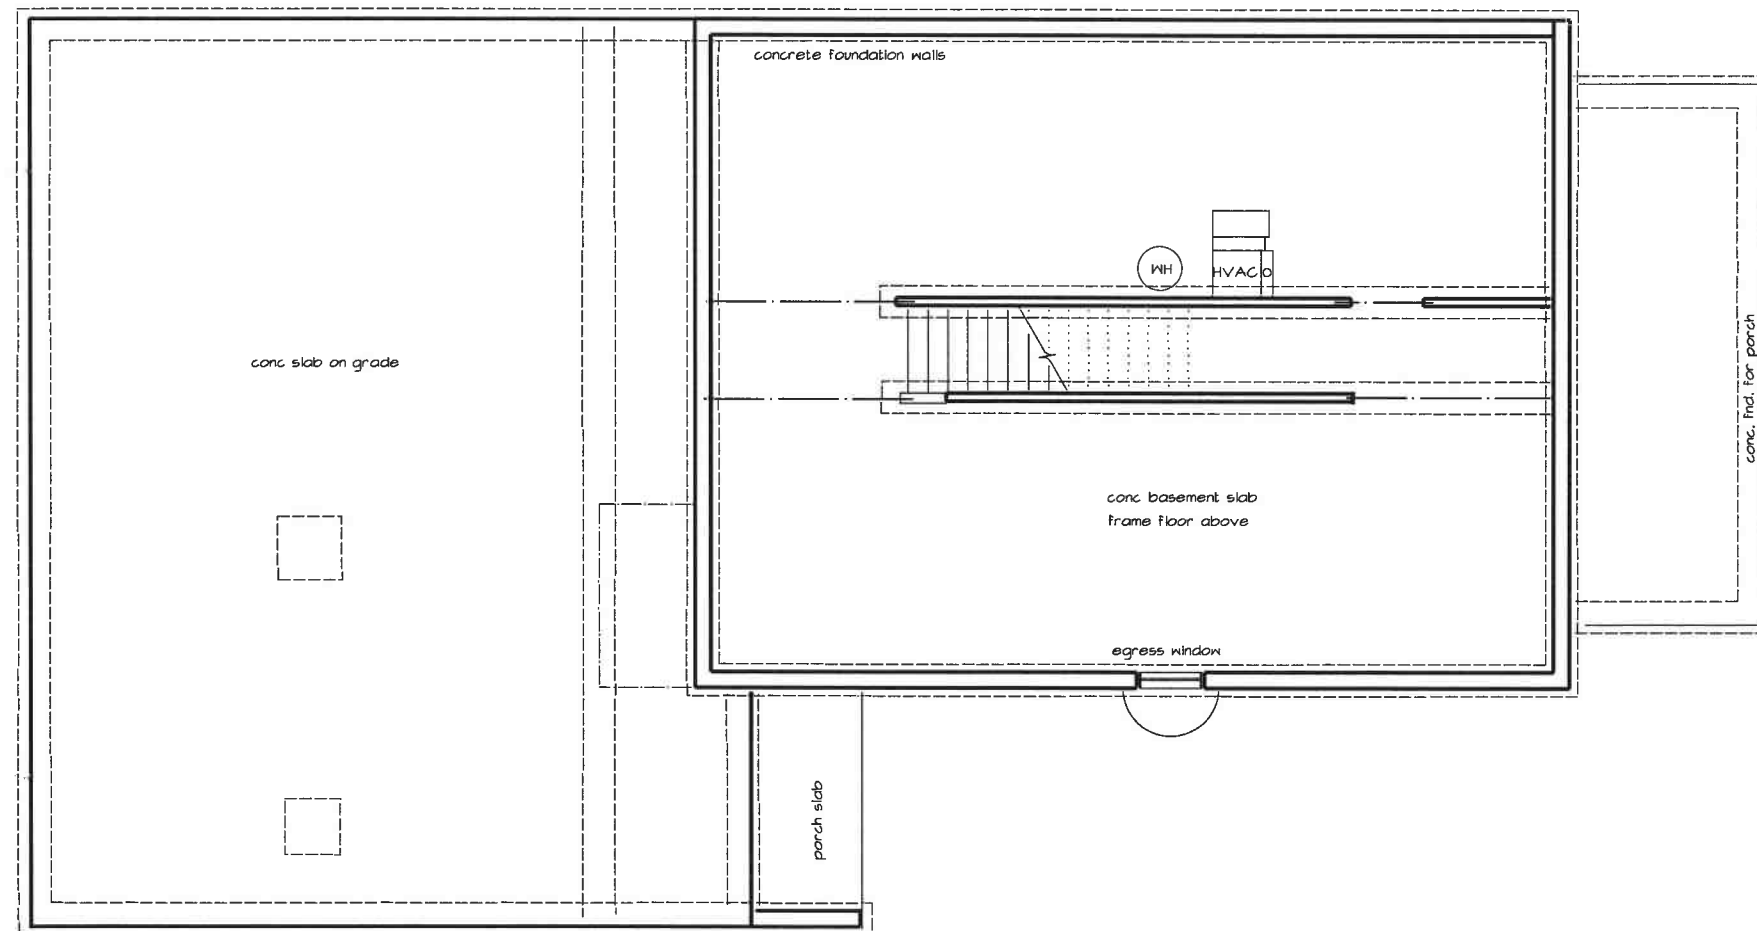 concrete foundation walls
WH
HVAC
conc slab on grade
conc. fnd. for porch
conc basement slab
frame floor above
egress window
porch slab